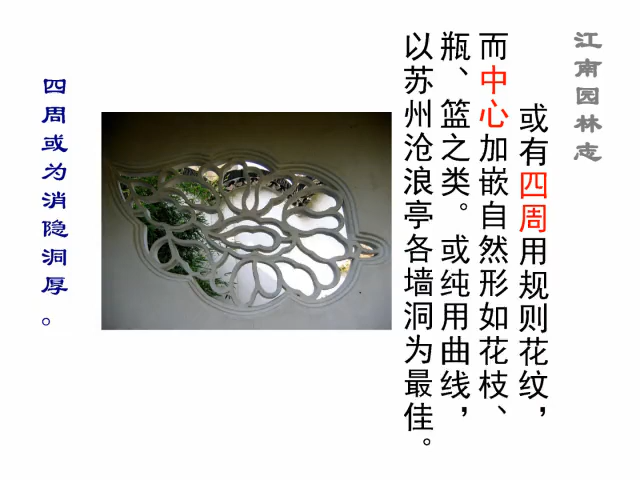 江南园林志
或有四周用规则花纹，
而中心加嵌自然形如花枝、
瓶、篮之类。或纯用曲线，
以苏州沧浪亭各墙洞为最佳。
四周或为消隐洞厚。